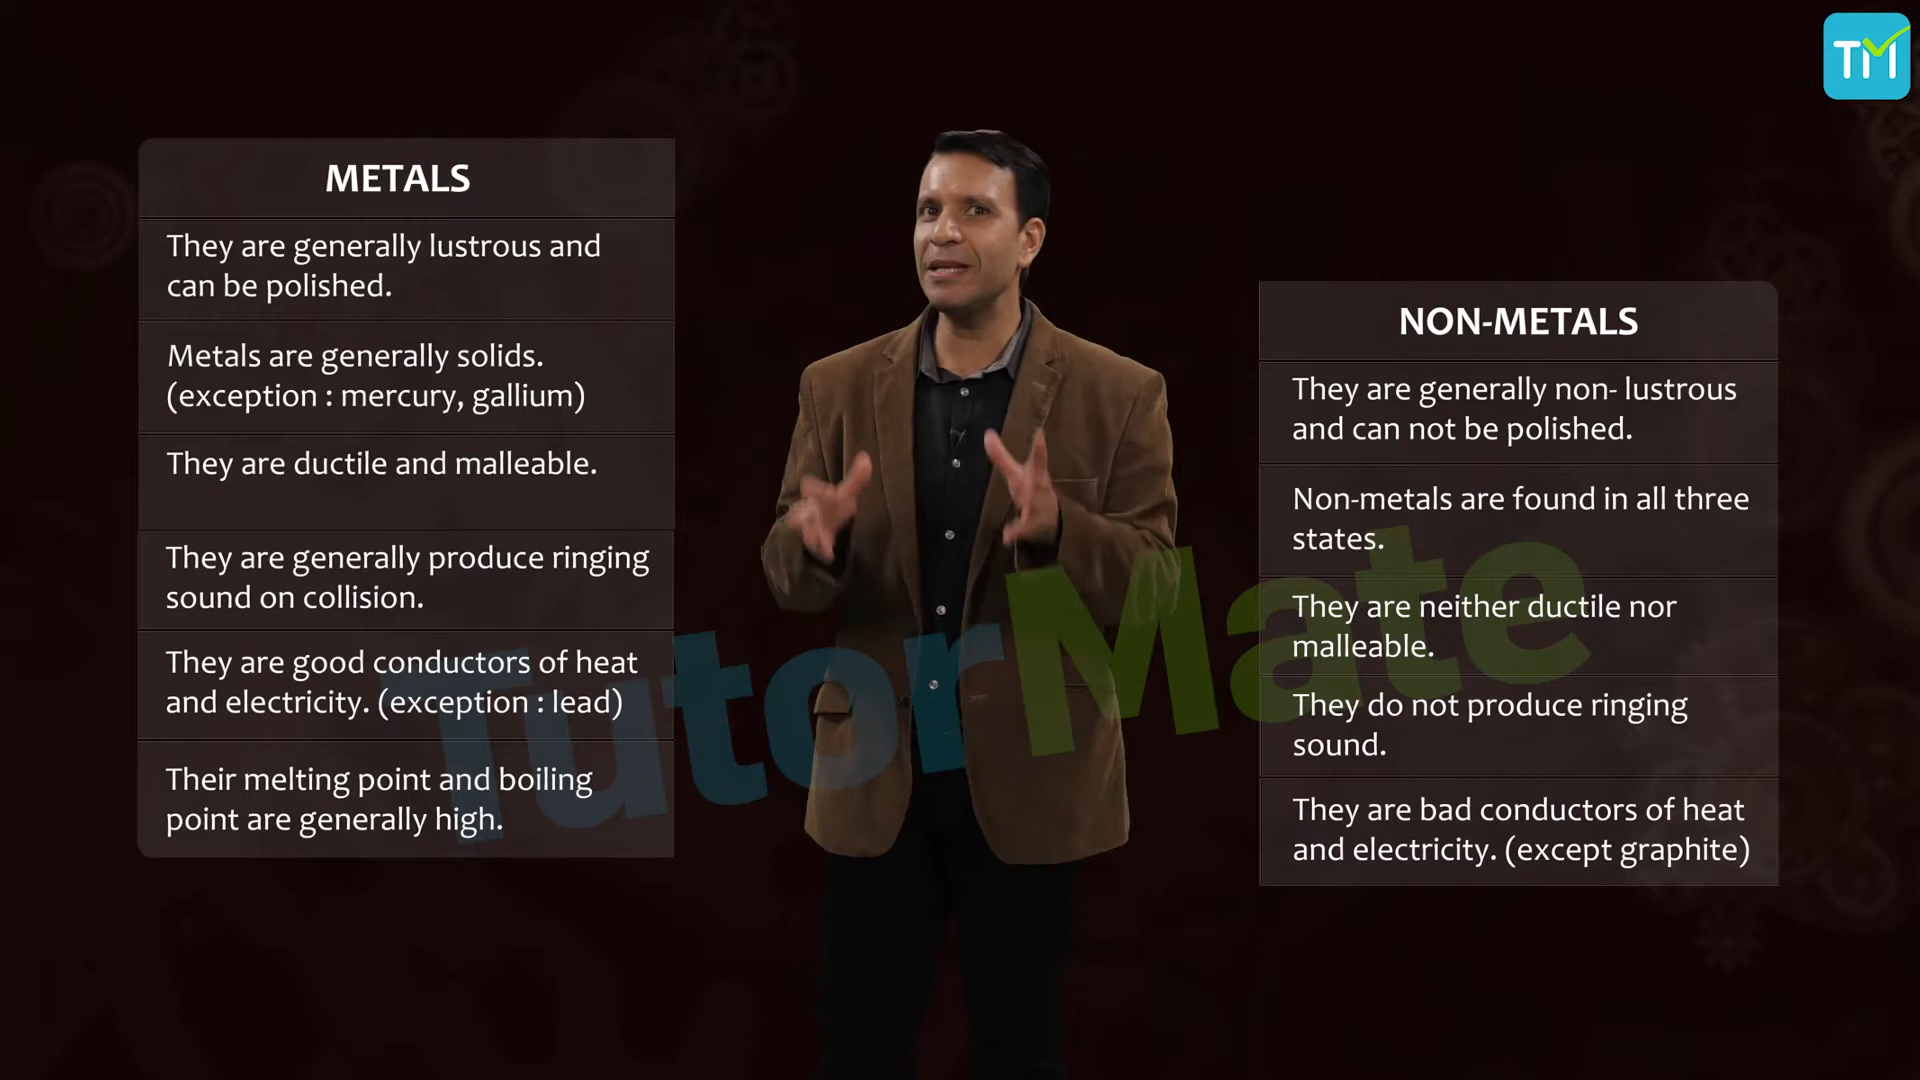 TM
METALS
They are generally lustrous and
can be polished.
Metals are generally solids.
(exception : mercury, gallium)
They are ductile and malleable.
They are generally produce ringing
sound on collision.
They are good conductors of heat
and electricity. (exception : lead)
Their melting point and boiling
point are generally high.
NON-METALS
They are generally non- lustrous
and can not be polished.
Non-metals are found in all three
states.
They are neither ductile nor
malleable.
They do not produce ringing
sound.
They are bad conductors of heat
and electricity. (except graphite)
TutorMate